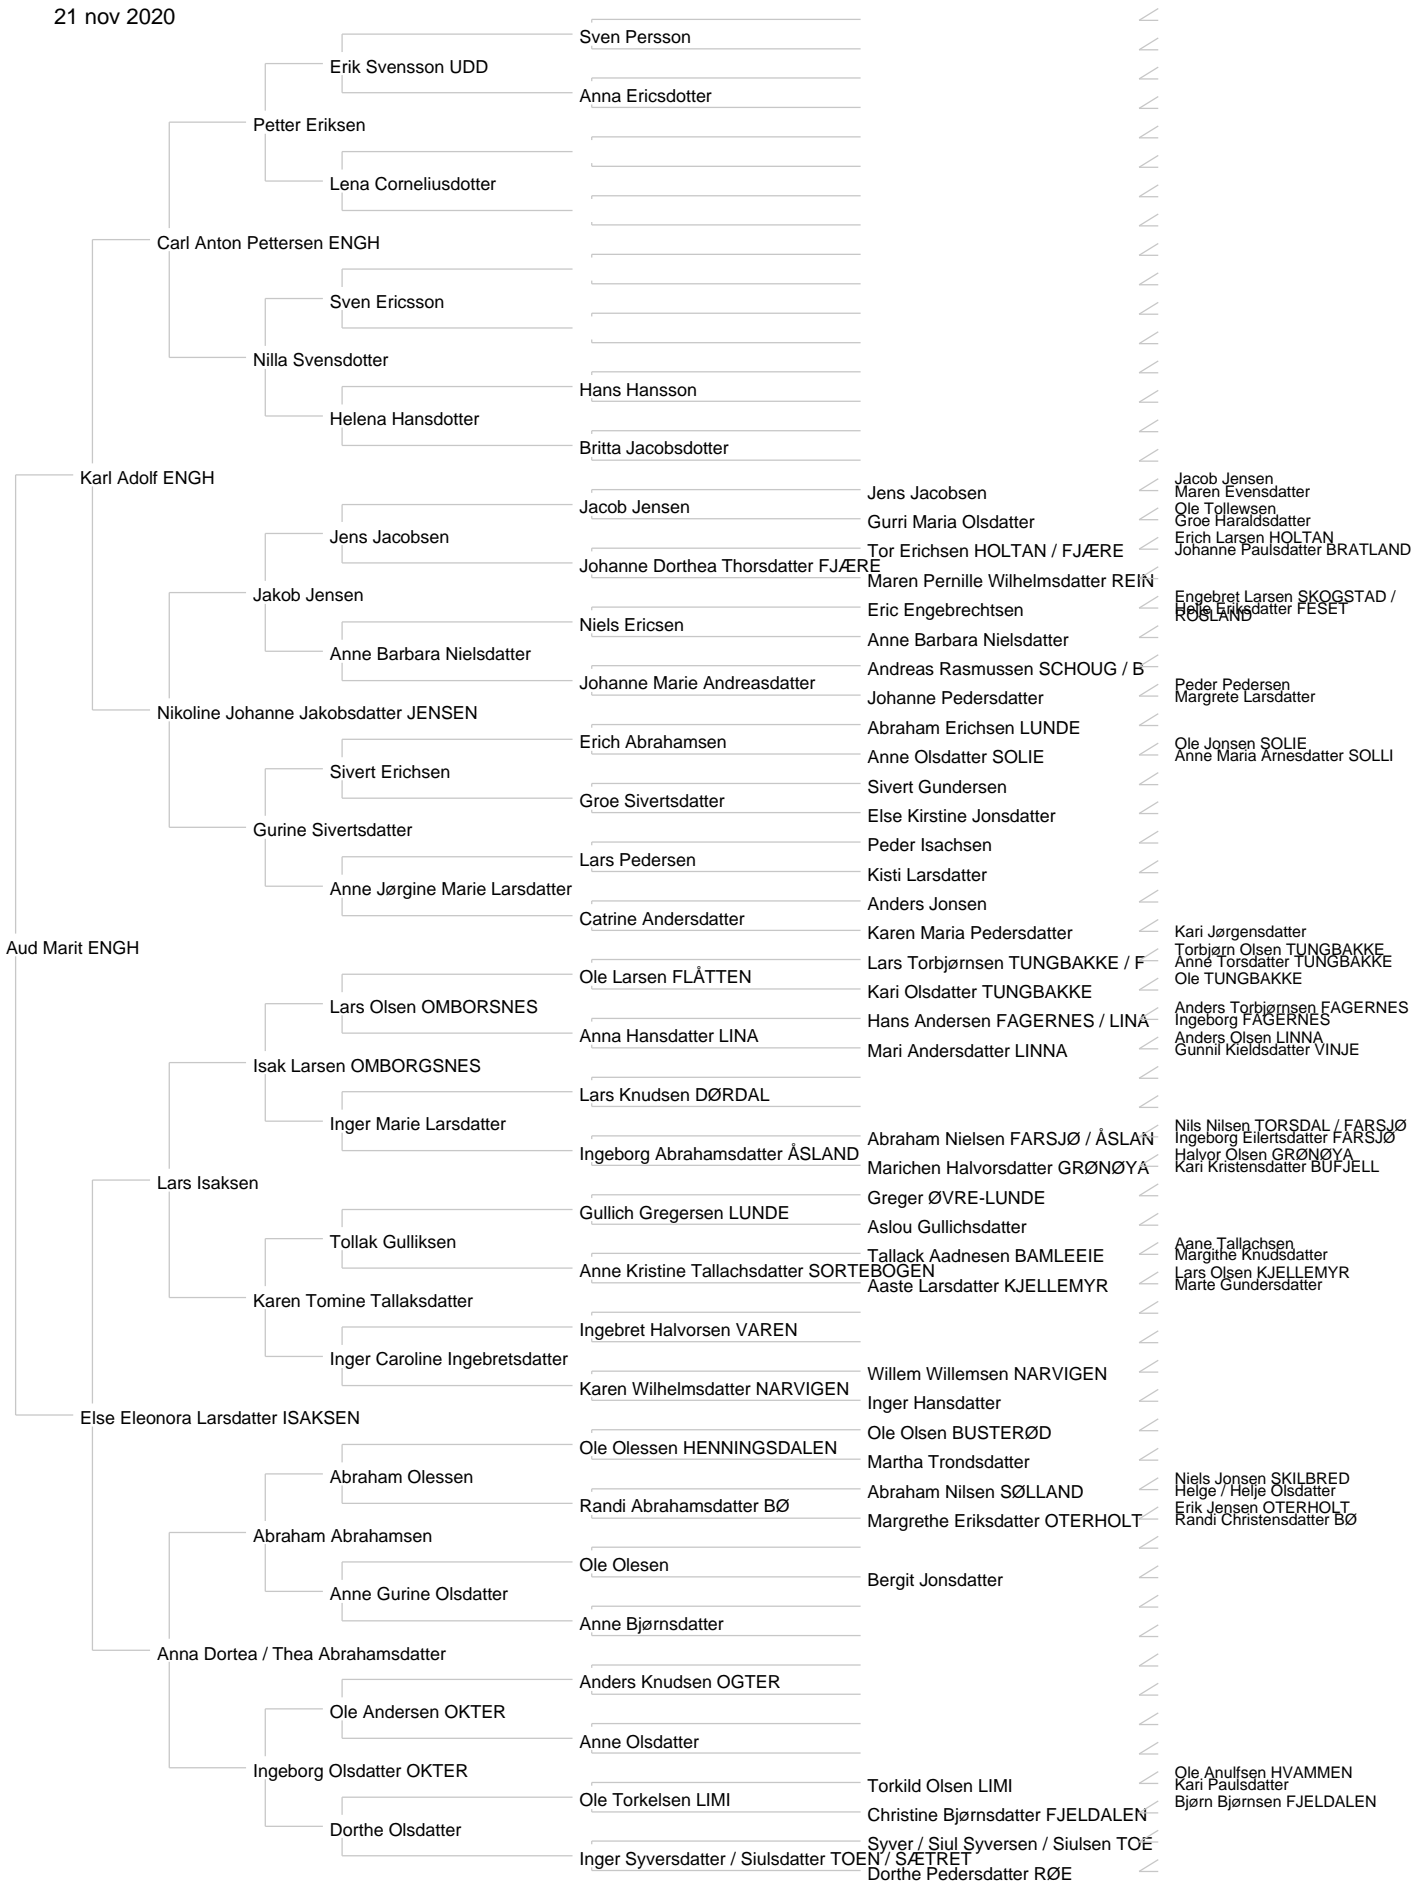 21 nov 2020
Sven Persson
Erik Svensson UDD
Anna Ericsdotter
Petter Eriksen
Lena Corneliusdotter
Carl Anton Pettersen ENGH
Sven Ericsson
Nilla Svensdotter
Hans Hansson
Helena Hansdotter
Britta Jacobsdotter
Karl Adolf ENGH
Jacob Jensen
Maren Evensdatter
Jens Jacobsen
Jacob Jensen
Ole Tollewsen
Groe Haraldsdatter
Gurri Maria Olsdatter
Jens Jacobsen
Erich Larsen HOLTAN
Johanne Paulsdatter BRATLAND
Tor Erichsen HOLTAN / FJÆRE
Johanne Dorthea Thorsdatter FJÆRE
Maren Pernille Wilhelmsdatter REIN
Jakob Jensen
Engebret Larsen SKOGSTAD /
ROSLAND
Helje Eriksdatter FESET
Eric Engebrechtsen
Niels Ericsen
Anne Barbara Nielsdatter
Anne Barbara Nielsdatter
Andreas Rasmussen SCHOUG / B
Johanne Marie Andreasdatter
Peder Pedersen
Margrete Larsdatter
Johanne Pedersdatter
Nikoline Johanne Jakobsdatter JENSEN
Abraham Erichsen LUNDE
Erich Abrahamsen
Ole Jonsen SOLIE
Anne Maria Arnesdatter SOLLI
Anne Olsdatter SOLIE
Sivert Erichsen
Sivert Gundersen
Groe Sivertsdatter
Else Kirstine Jonsdatter
Gurine Sivertsdatter
Peder Isachsen
Lars Pedersen
Kisti Larsdatter
Anne Jørgine Marie Larsdatter
Anders Jonsen
Catrine Andersdatter
Karen Maria Pedersdatter
Kari Jørgensdatter
Aud Marit ENGH
Torbjørn Olsen TUNGBAKKE
Anne Torsdatter TUNGBAKKE
Lars Torbjørnsen TUNGBAKKE / F
Ole Larsen FLÅTTEN
Ole TUNGBAKKE
Kari Olsdatter TUNGBAKKE
Lars Olsen OMBORSNES
Anders Torbjørnsen FAGERNES
Ingeborg FAGERNES
Hans Andersen FAGERNES / LINA
Anna Hansdatter LINA
Anders Olsen LINNA
Gunnil Kieldsdatter VINJE
Mari Andersdatter LINNA
Isak Larsen OMBORGSNES
Lars Knudsen DØRDAL
Inger Marie Larsdatter
Nils Nilsen TORSDAL / FARSJØ
Ingeborg Eilertsdatter FARSJØ
Abraham Nielsen FARSJØ / ÅSLAN
Ingeborg Abrahamsdatter ÅSLAND
Halvor Olsen GRØNØYA
Kari Kristensdatter BUFJELL
Marichen Halvorsdatter GRØNØYA
Lars Isaksen
Greger ØVRE-LUNDE
Gullich Gregersen LUNDE
Aslou Gullichsdatter
Tollak Gulliksen
Aane Tallachsen
Margithe Knudsdatter
Tallack Aadnesen BAMLEEIE
Anne Kristine Tallachsdatter SORTEBOGEN
Lars Olsen KJELLEMYR
Marte Gundersdatter
Aaste Larsdatter KJELLEMYR
Karen Tomine Tallaksdatter
Ingebret Halvorsen VAREN
Inger Caroline Ingebretsdatter
Willem Willemsen NARVIGEN
Karen Wilhelmsdatter NARVIGEN
Inger Hansdatter
Else Eleonora Larsdatter ISAKSEN
Ole Olsen BUSTERØD
Ole Olessen HENNINGSDALEN
Martha Trondsdatter
Abraham Olessen
Niels Jonsen SKILBRED
Helge / Helje Olsdatter
Abraham Nilsen SØLLAND
Randi Abrahamsdatter BØ
Erik Jensen OTERHOLT
Randi Christensdatter BØ
Margrethe Eriksdatter OTERHOLT
Abraham Abrahamsen
Ole Olesen
Bergit Jonsdatter
Anne Gurine Olsdatter
Anne Bjørnsdatter
Anna Dortea / Thea Abrahamsdatter
Anders Knudsen OGTER
Ole Andersen OKTER
Anne Olsdatter
Ingeborg Olsdatter OKTER
Ole Anulfsen HVAMMEN
Kari Paulsdatter
Torkild Olsen LIMI
Ole Torkelsen LIMI
Bjørn Bjørnsen FJELDALEN
Christine Bjørnsdatter FJELDALEN
Dorthe Olsdatter
Syver / Siul Syversen / Siulsen TOE
Inger Syversdatter / Siulsdatter TOEN / SÆTRET
Dorthe Pedersdatter RØE